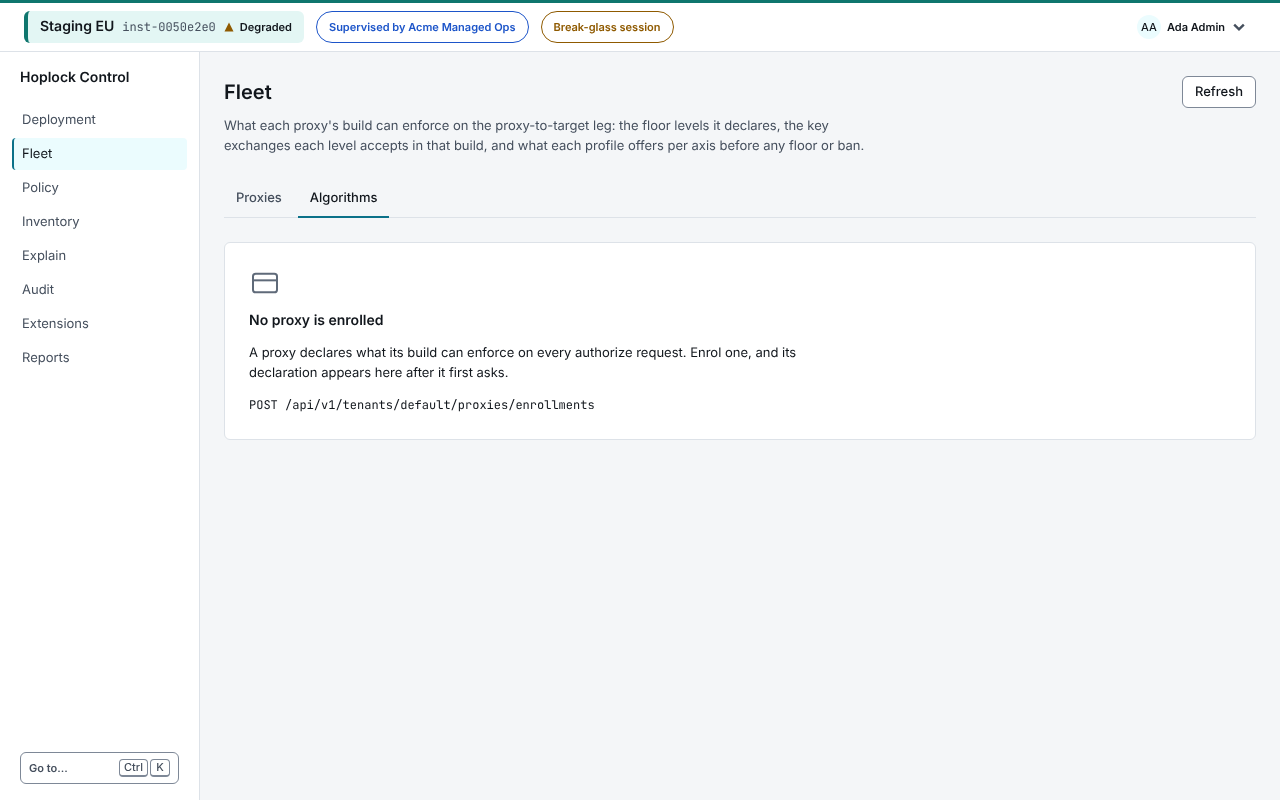 Staging EU inst-0050e2e0 Degraded
Supervised by Acme Managed Ops
Break-glass session
AA Ada Admin
Hoplock Control
Deployment
Fleet
Policy
Inventory
Explain
Audit
Extensions
Reports
Go to... Ctrl K
Fleet
Refresh
What each proxy's build can enforce on the proxy-to-target leg: the floor levels it declares, the key
exchanges each level accepts in that build, and what each profile offers per axis before any floor or ban.
Proxies
Algorithms
No proxy is enrolled
A proxy declares what its build can enforce on every authorize request. Enrol one, and its
declaration appears here after it first asks.
POST /api/v1/tenants/default/proxies/enrollments